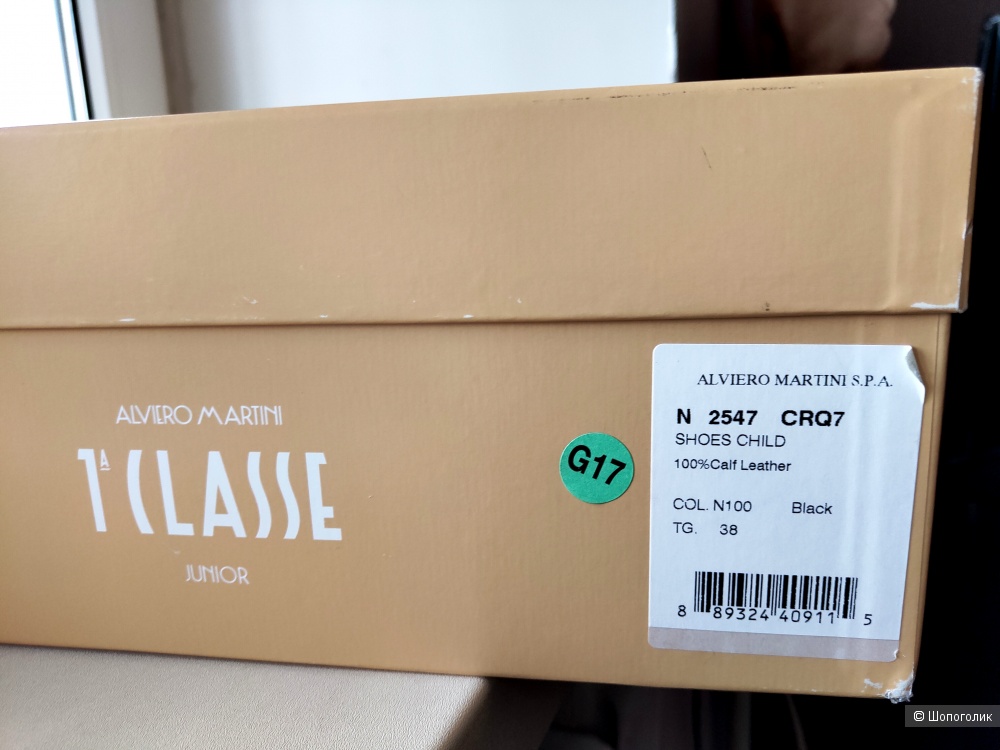 ALVIERO MARTINI
1A CLASSE
JUNIOR
G17
ALVIERO MARTINI S.P.A.
N 2547 CRQ7
SHOES CHILD
100%Calf Leather
COL. N100 Black
TG. 38
8 89324 40911 5
© Шопоголик